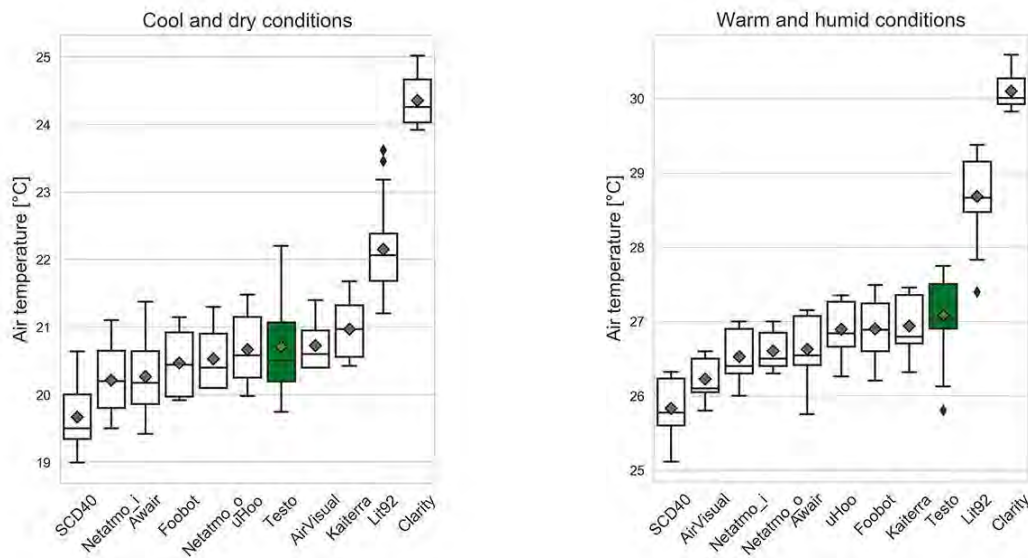 Cool and dry conditions
Air temperature [°C]
25
24
23
22
21
20
19
SCD40
Netatmo_i
Awair
Foobot
Netatmo_o
uHoo
Testo
AirVisual
Kaiterra
Lit92
Clarity
Warm and humid conditions
Air temperature [°C]
30
29
28
27
26
25
SCD40
AirVisual
Netatmo_i
Netatmo_o
Awair
uHoo
Foobot
Kaiterra
Testo
Lit92
Clarity